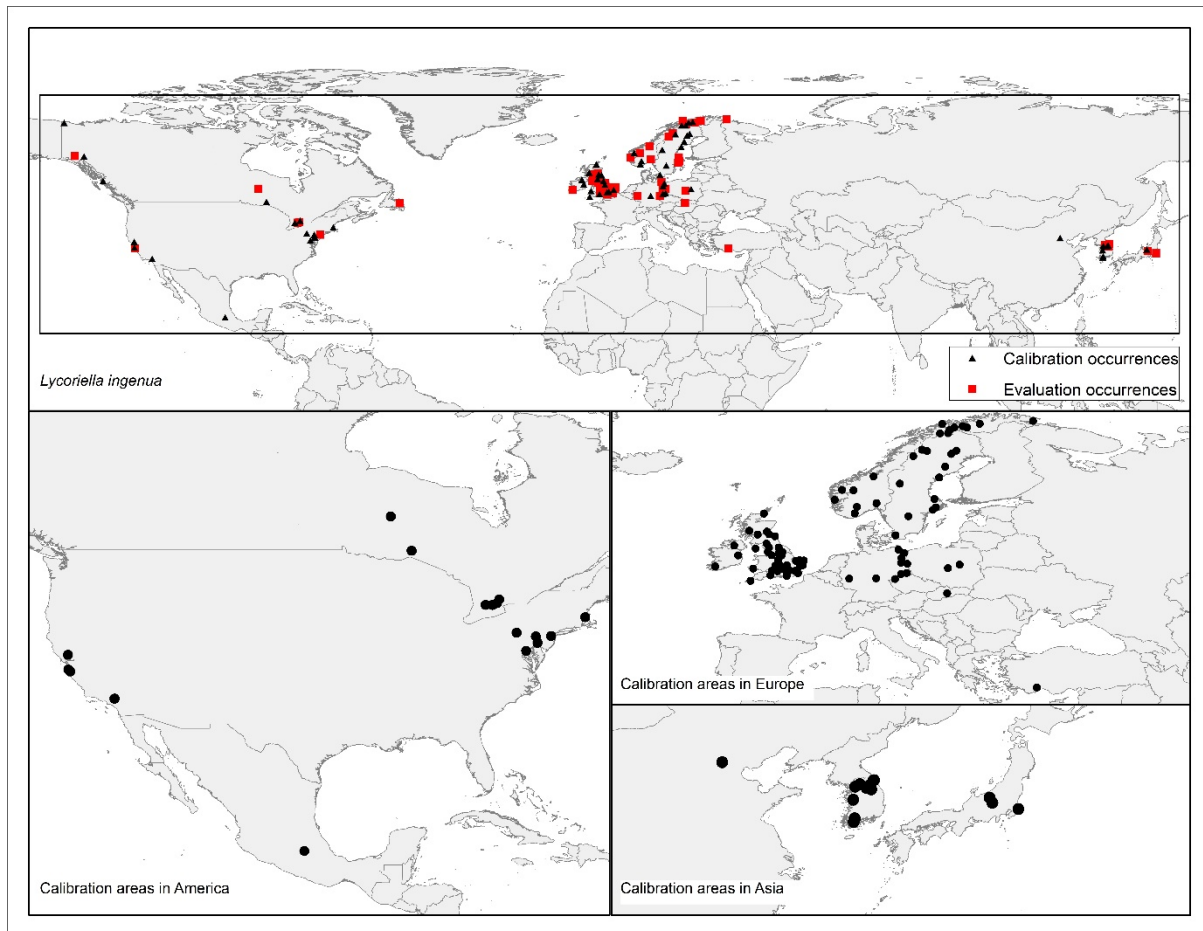 Calibration occurrences
Lycoriella ingenua
Evaluation occurrences
Calibration areas in Europe
Calibration areas in America
Calibration areas in Asia